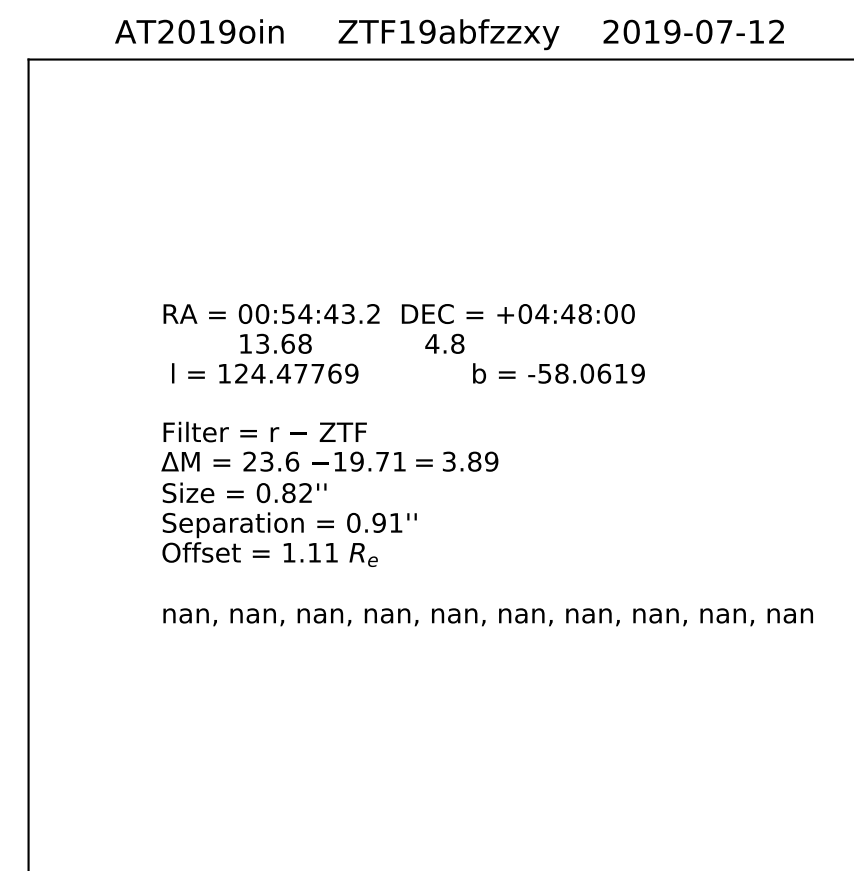 AT2019oin ZTF19abfzzxy 2019-07-12
RA = 00:54:43.2 DEC = +04:48:00
13.68 4.8
l = 124.47769 b = -58.0619
Filter = r − ZTF
ΔM = 23.6 −19.71 = 3.89
Size = 0.82''
Separation = 0.91''
Offset = 1.11 Rₑ
nan, nan, nan, nan, nan, nan, nan, nan, nan, nan